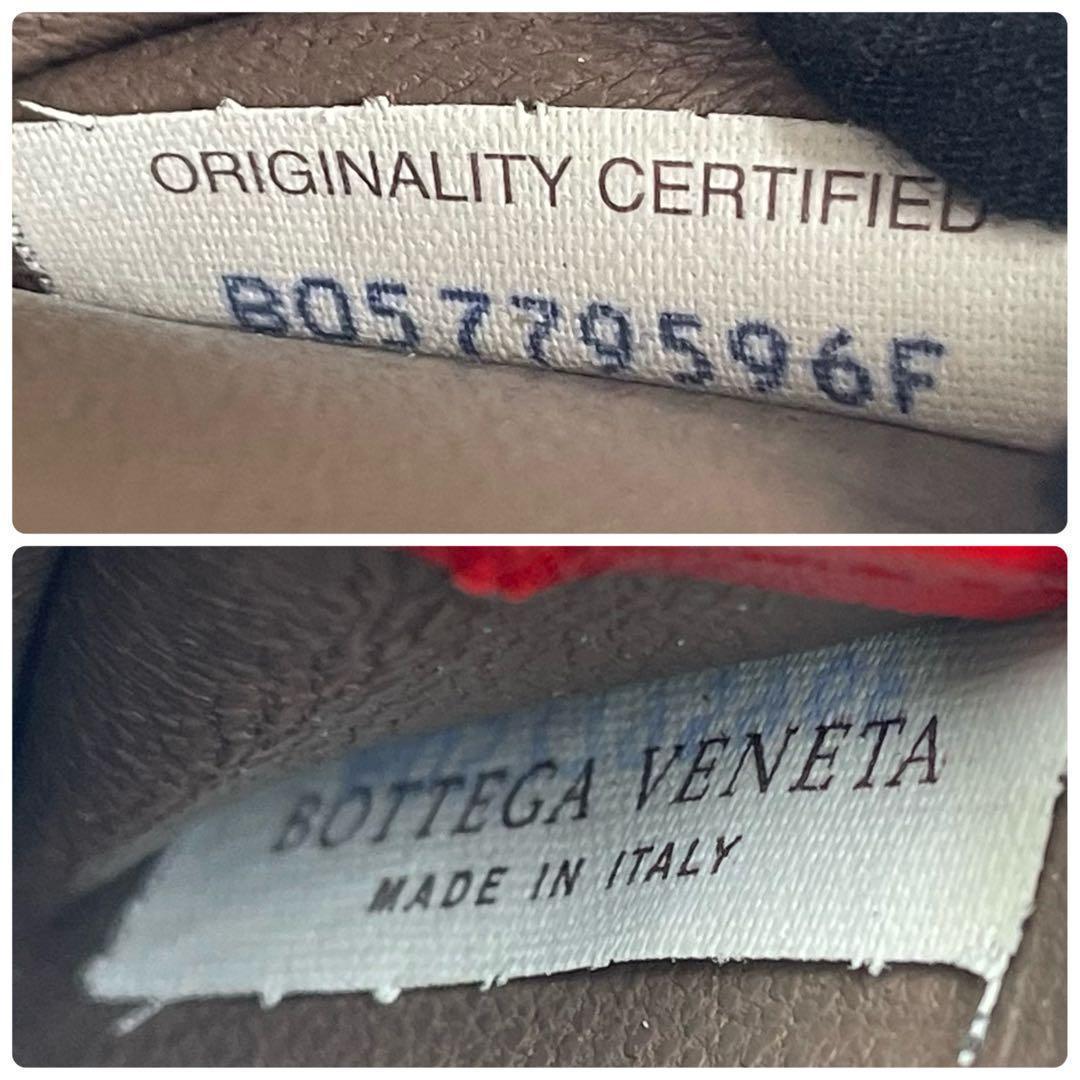 ORIGINALITY CERTIFIED
B05779596F
BOTTEGA VENETA
MADE IN ITALY